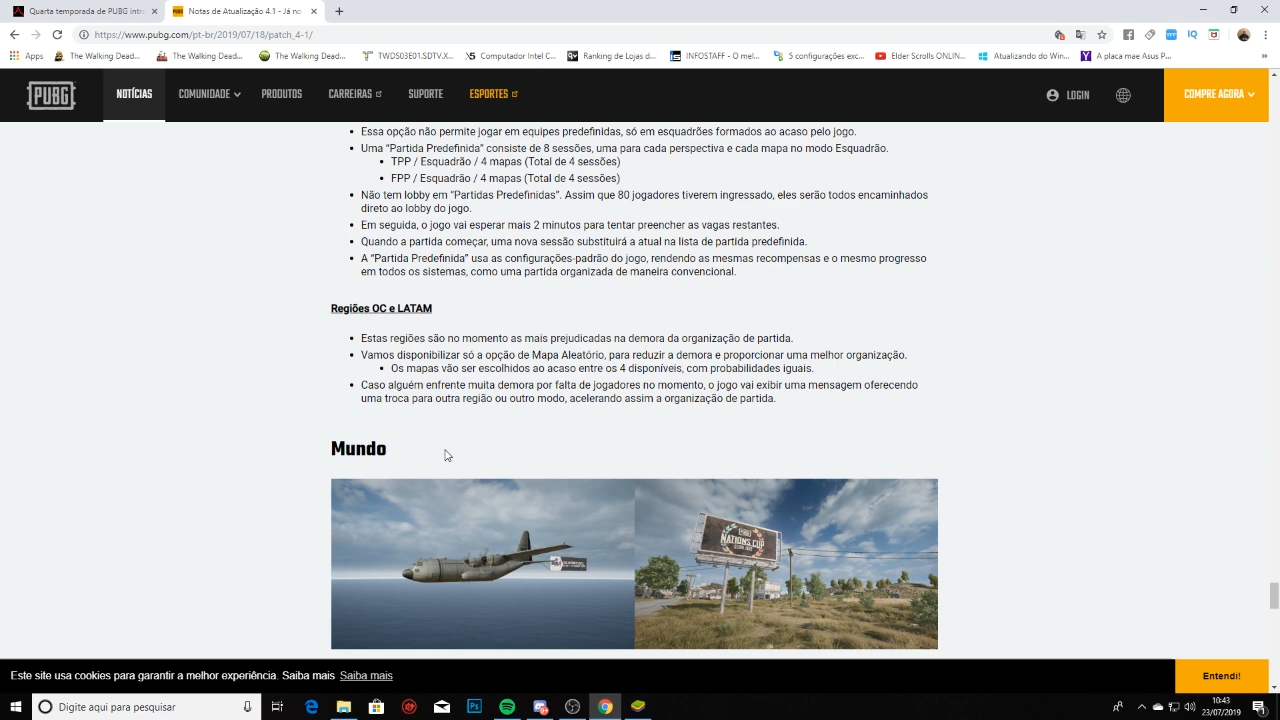 Quarta temporada de PUBG intro
Notas de Atualização 4.1 - Já no
https://www.pubg.com/pt-br/2019/07/18/patch_4-1/
Apps
The Walking Dead...
The Walking Dead...
The Walking Dead...
TWDS03E01.SDTV.X...
Computador Intel C...
Ranking de Lojas d...
INFOSTAFF - O mel...
5 configurações exc...
Elder Scrolls ONLIN...
Atualizando do Win...
A placa mae Asus P...
PUBG
NOTÍCIAS
COMUNIDADE
PRODUTOS
CARREIRAS
SUPORTE
ESPORTES
LOGIN
COMPRE AGORA
Essa opção não permite jogar em equipes predefinidas, só em esquadrões formados ao acaso pelo jogo.
Uma “Partida Predefinida” consiste de 8 sessões, uma para cada perspectiva e cada mapa no modo Esquadrão.
TPP / Esquadrão / 4 mapas (Total de 4 sessões)
FPP / Esquadrão / 4 mapas (Total de 4 sessões)
Não tem lobby em “Partidas Predefinidas”. Assim que 80 jogadores tiverem ingressado, eles serão todos encaminhados
direto ao lobby do jogo.
Em seguida, o jogo vai esperar mais 2 minutos para tentar preencher as vagas restantes.
Quando a partida começar, uma nova sessão substituirá a atual na lista de partida predefinida.
A “Partida Predefinida” usa as configurações-padrão do jogo, rendendo as mesmas recompensas e o mesmo progresso
em todos os sistemas, como uma partida organizada de maneira convencional.
Regiões OC e LATAM
Estas regiões são no momento as mais prejudicadas na demora da organização de partida.
Vamos disponibilizar só a opção de Mapa Aleatório, para reduzir a demora e proporcionar uma melhor organização.
Os mapas vão ser escolhidos ao acaso entre os 4 disponíveis, com probabilidades iguais.
Caso alguém enfrente muita demora por falta de jogadores no momento, o jogo vai exibir uma mensagem oferecendo
uma troca para outra região ou outro modo, acelerando assim a organização de partida.
Mundo
NATIONS CUP
Este site usa cookies para garantir a melhor experiência. Saiba mais Saiba mais
Entendi!
Digite aqui para pesquisar
10:43
23/07/2019